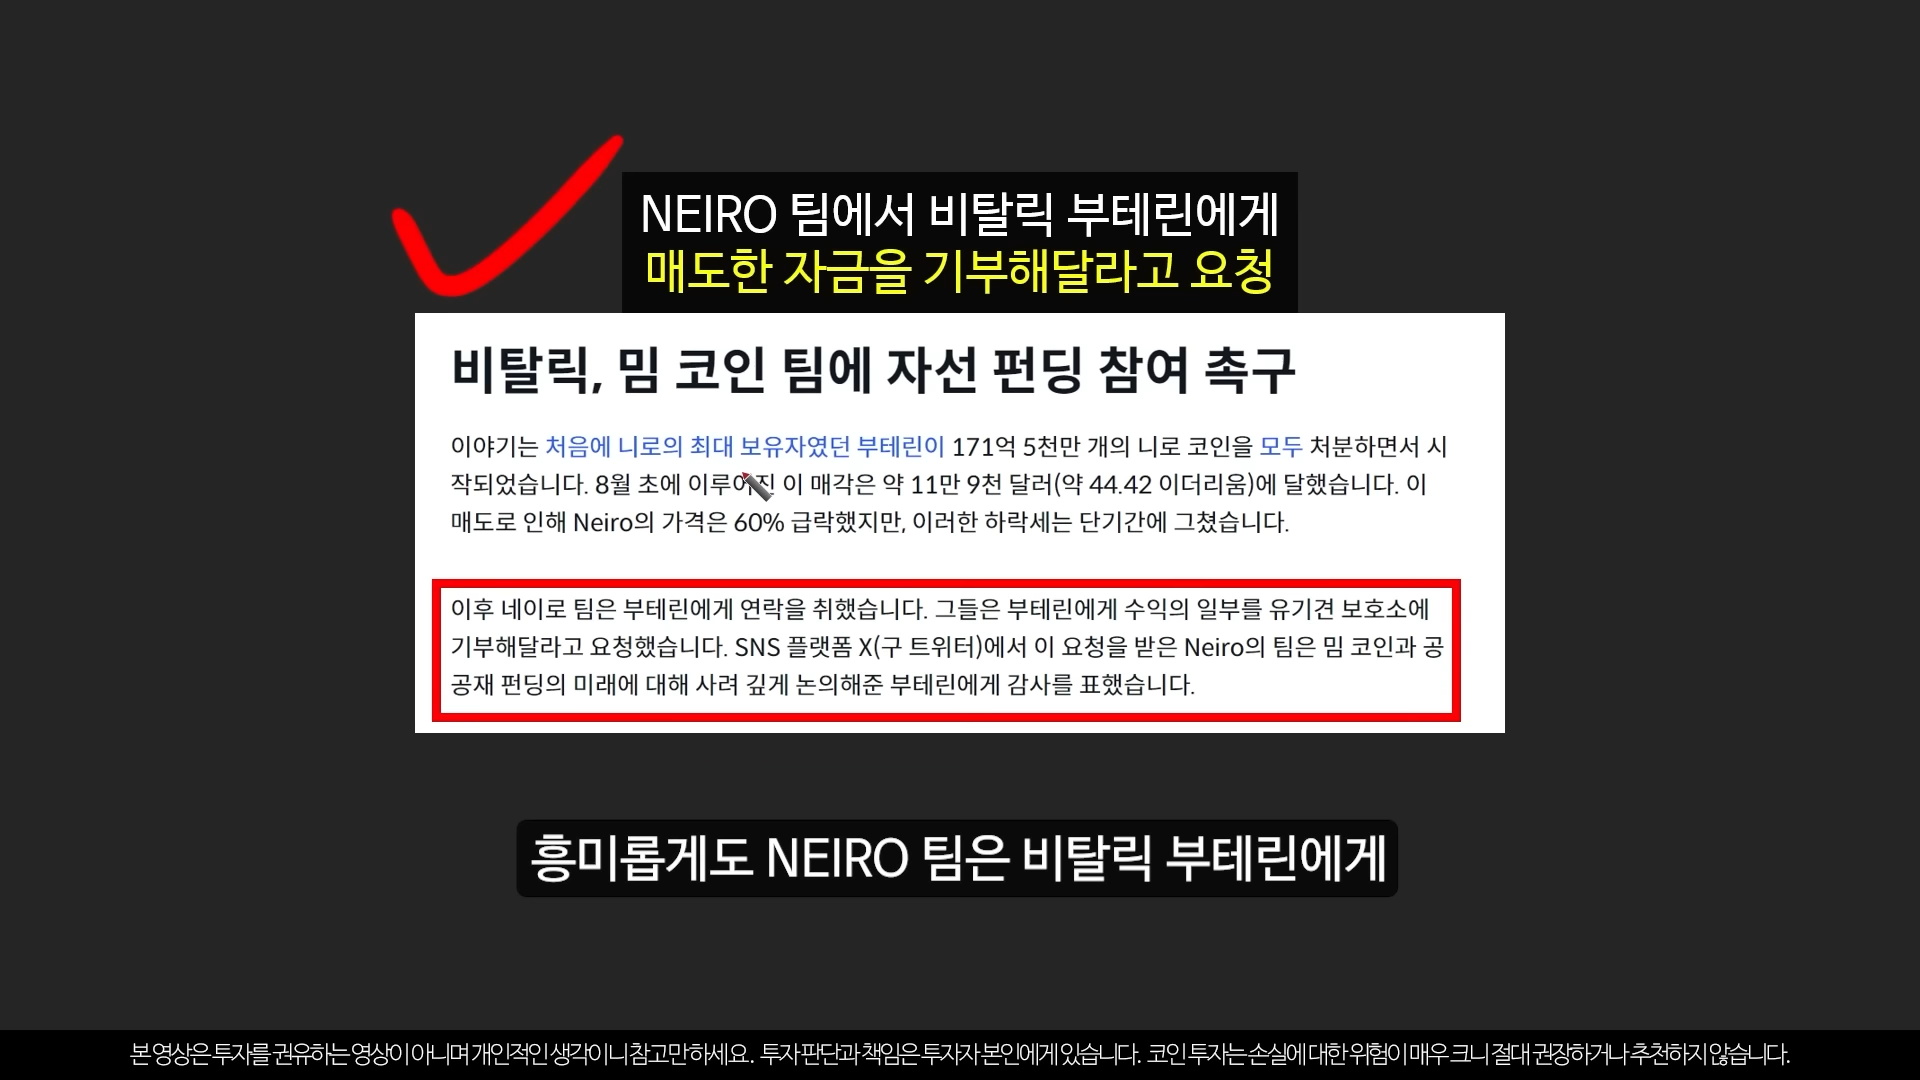 NEIRO 팀에서 비탈릭 부테린에게
매도한 자금을 기부해달라고 요청
비탈릭, 밈 코인 팀에 자선 펀딩 참여 촉구
이야기는 처음에 니로의 최대 보유자였던 부테린이 171억 5천만 개의 니로 코인을 모두 처분하면서 시
작되었습니다. 8월 초에 이루어진 이 매각은 약 11만 9천 달러(약 44.42 이더리움)에 달했습니다. 이
매도로 인해 Neiro의 가격은 60% 급락했지만, 이러한 하락세는 단기간에 그쳤습니다.
이후 네이로 팀은 부테린에게 연락을 취했습니다. 그들은 부테린에게 수익의 일부를 유기견 보호소에
기부해달라고 요청했습니다. SNS 플랫폼 X(구 트위터)에서 이 요청을 받은 Neiro의 팀은 밈 코인과 공
공재 펀딩의 미래에 대해 사려 깊게 논의해준 부테린에게 감사를 표했습니다.
흥미롭게도 NEIRO 팀은 비탈릭 부테린에게
본 영상은 투자를 권유하는 영상이 아니며 개인적인 생각이니 참고만 하세요. 투자 판단과 책임은 투자자 본인에게 있습니다. 코인 투자는 손실에 대한 위험이 매우 크니 절대 권장하거나 추천하지 않습니다.